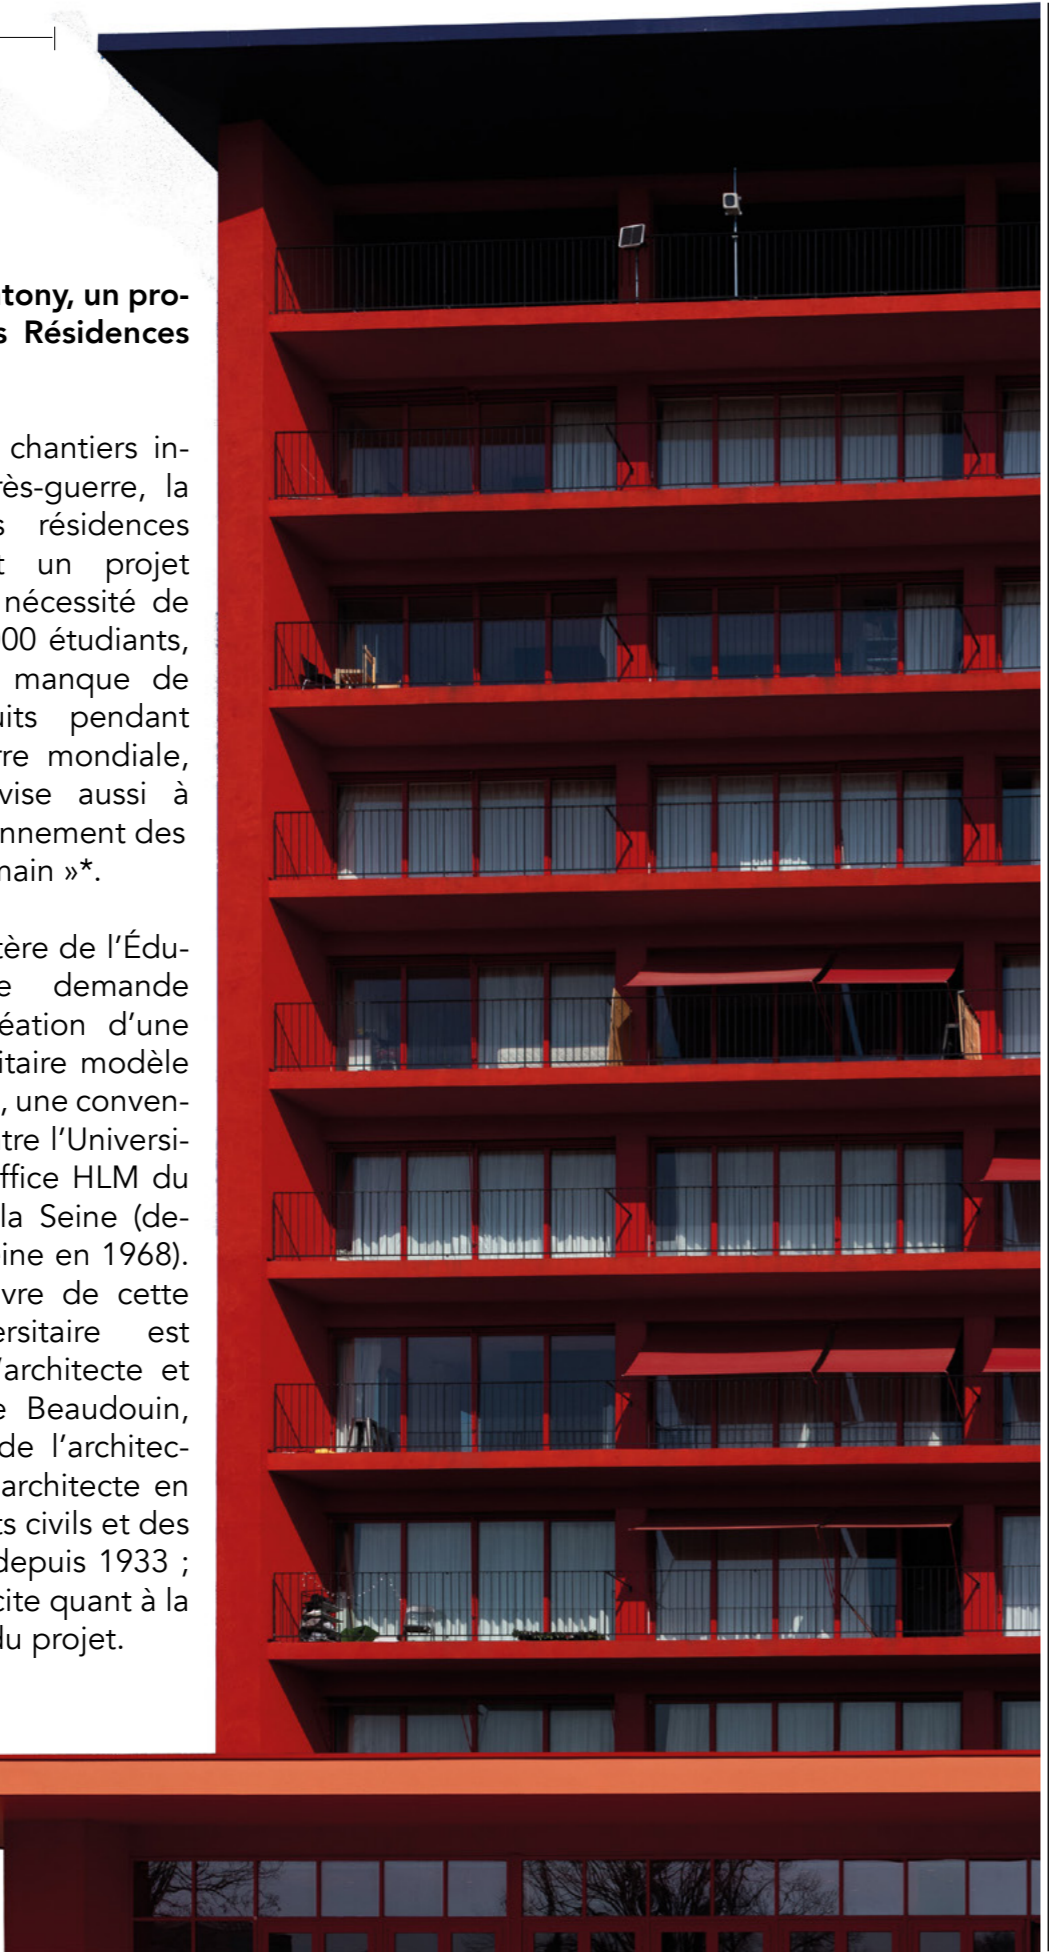 tony, un pro-
s Résidences
chantiers in-
rès-guerre, la
s résidences
t un projet
nécessité de
00 étudiants,
manque de
uits pendant
rre mondiale,
vise aussi à
nnement des
main »*.
tère de l'Édu-
e demande
éation d'une
itaire modèle
, une conven-
tre l'Universi-
ffice HLM du
la Seine (de-
ine en 1968).
vre de cette
ersitaire est
'architecte et
e Beaudouin,
de l'architec-
architecte en
ts civils et des
depuis 1933 ;
cite quant à la
du projet.